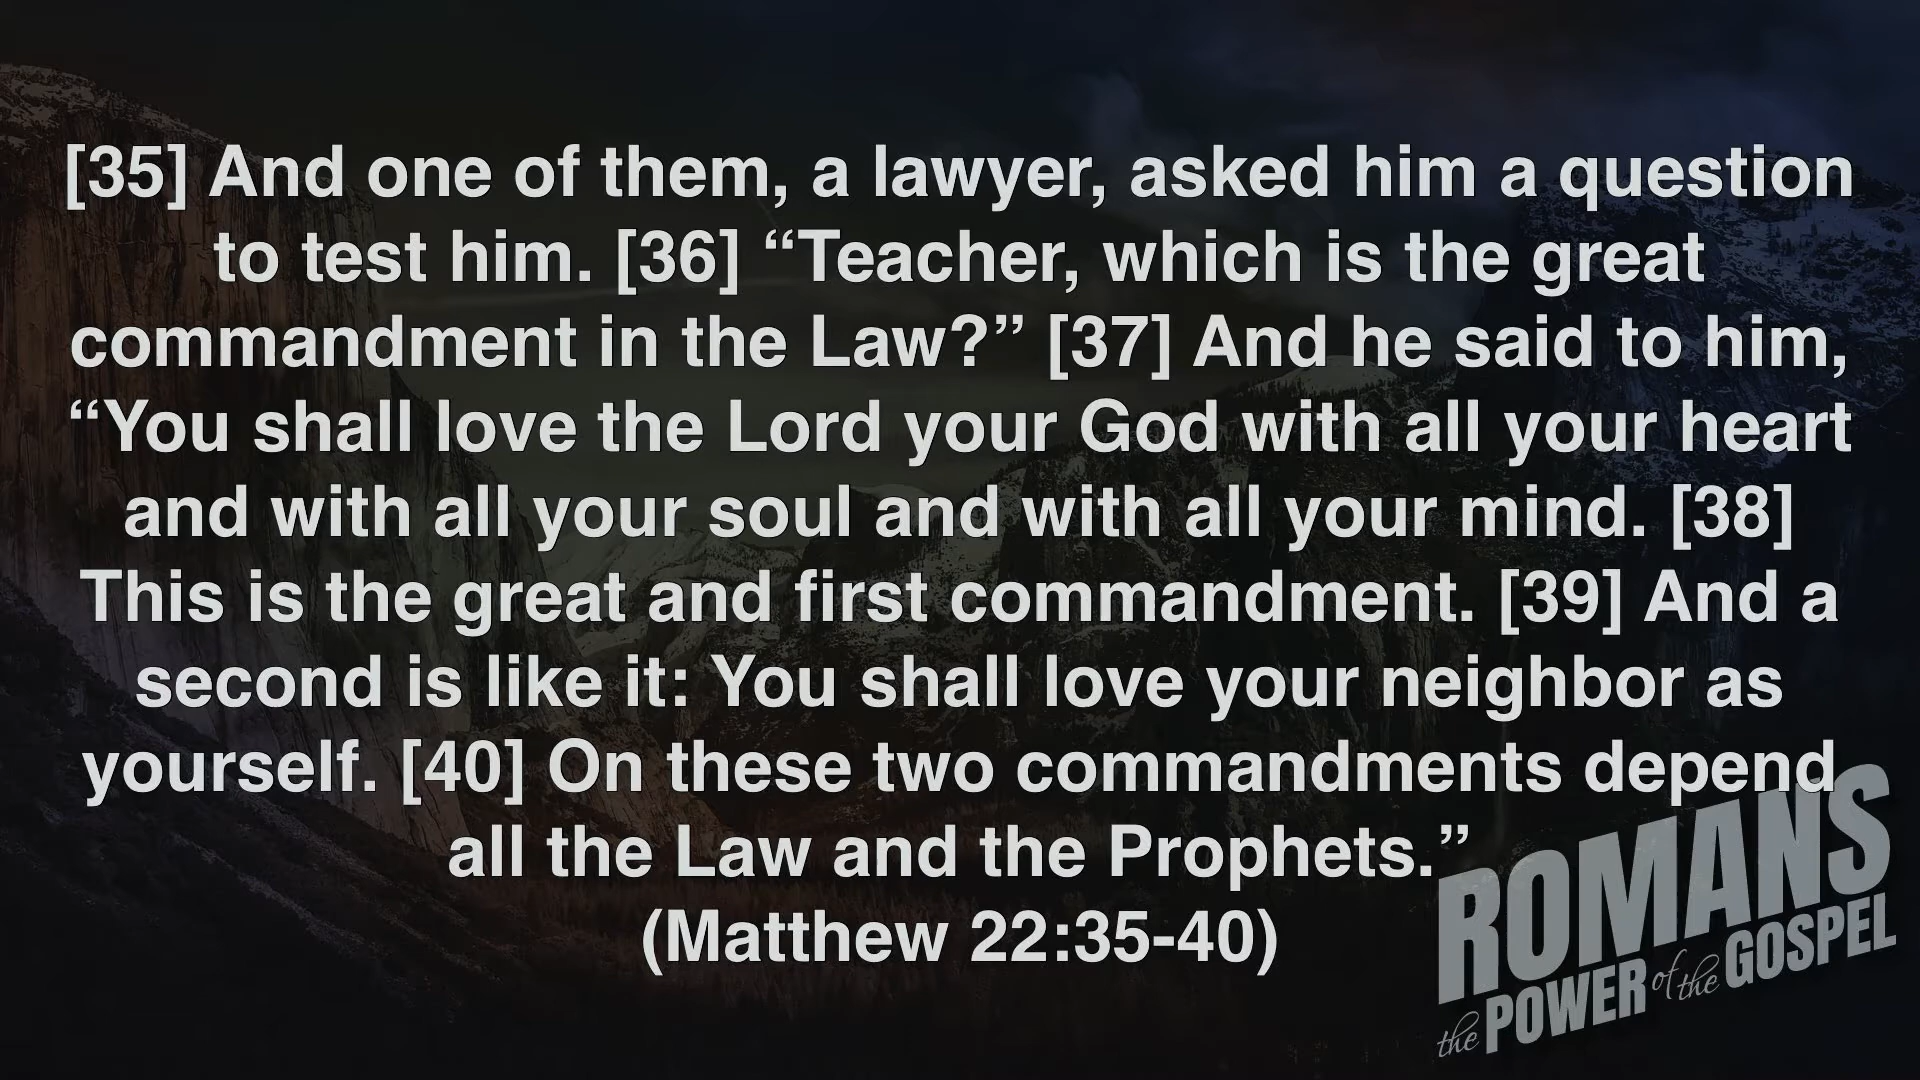 [35] And one of them, a lawyer, asked him a question
to test him. [36] “Teacher, which is the great
commandment in the Law?” [37] And he said to him,
“You shall love the Lord your God with all your heart
and with all your soul and with all your mind. [38]
This is the great and first commandment. [39] And a
second is like it: You shall love your neighbor as
yourself. [40] On these two commandments depend
all the Law and the Prophets.”
(Matthew 22:35-40)
ROMANS
the POWER of the GOSPEL